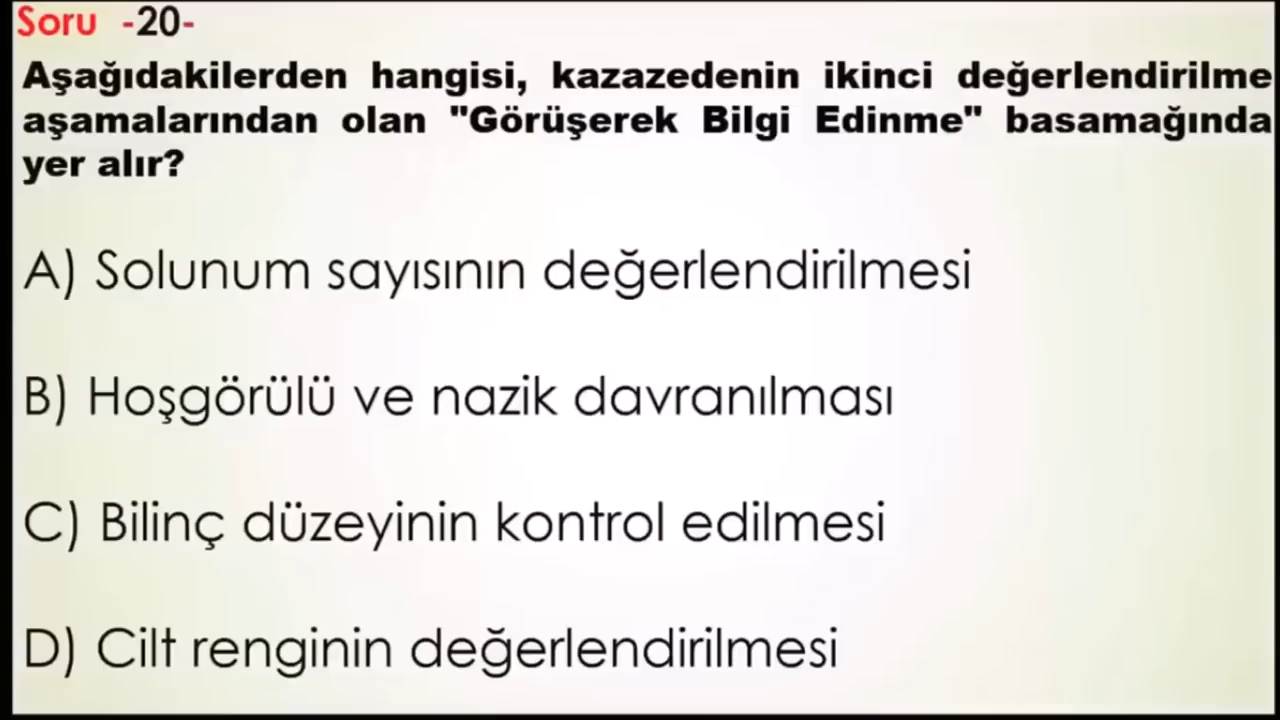 Soru -20-
Aşağıdakilerden hangisi, kazazedenin ikinci değerlendirilme
aşamalarından olan "Görüşerek Bilgi Edinme" basamağında
yer alır?
A) Solunum sayısının değerlendirilmesi
B) Hoşgörülü ve nazik davranılması
C) Bilinç düzeyinin kontrol edilmesi
D) Cilt renginin değerlendirilmesi